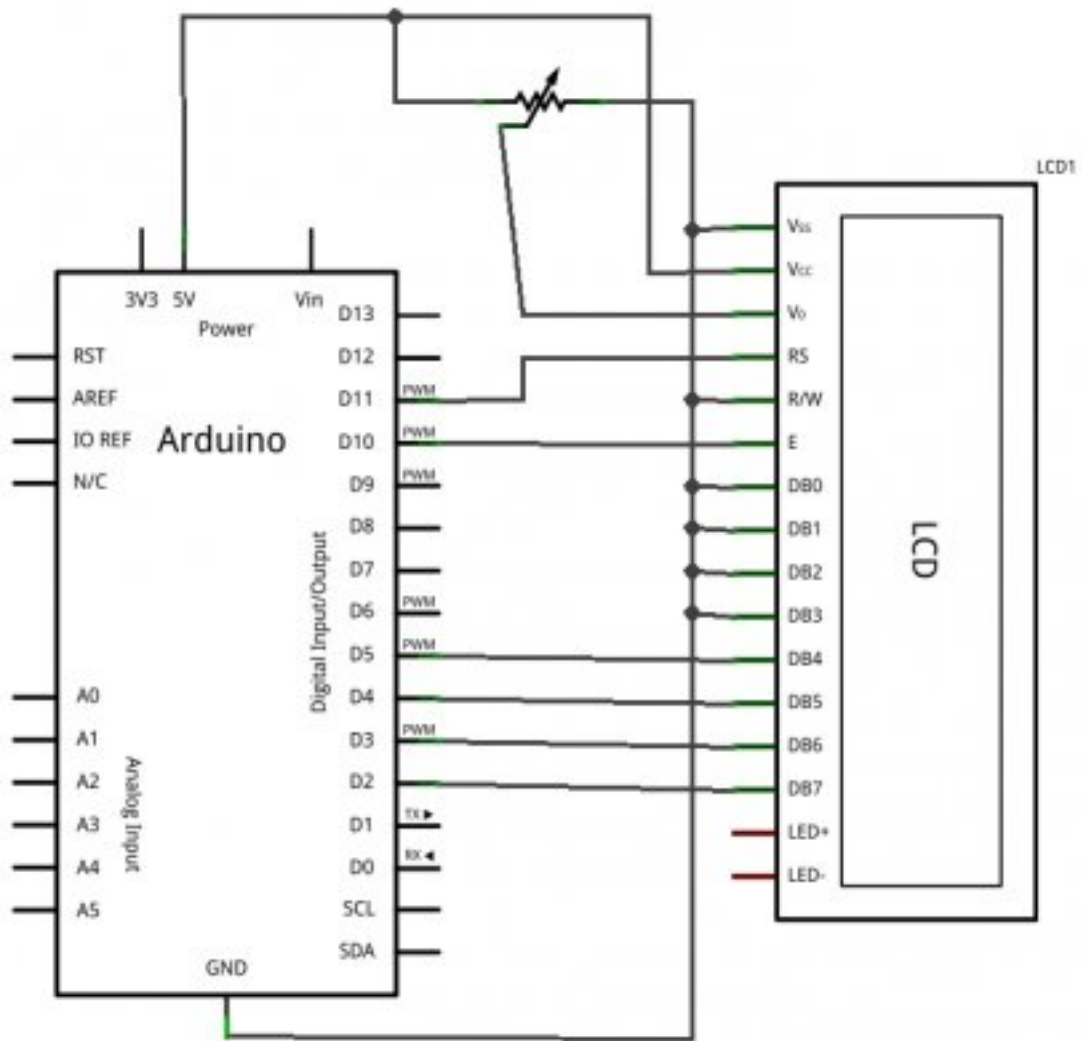 LCD1
3V3 5V Vin
Power
RST
AREF
IO REF
N/C
Arduino
D13
D12
D11 PWM
D10 PWM
D9 PWM
D8
D7
D6 PWM
D5 PWM
D4
D3 PWM
D2
D1 TX ►
D0 RX ◄
SCL
SDA
Digital Input/Output
A0
A1
A2
A3
A4
A5
Analog Input
GND
Vss
Vcc
V0
RS
R/W
E
DB0
DB1
DB2
DB3
DB4
DB5
DB6
DB7
LED+
LED-
LCD